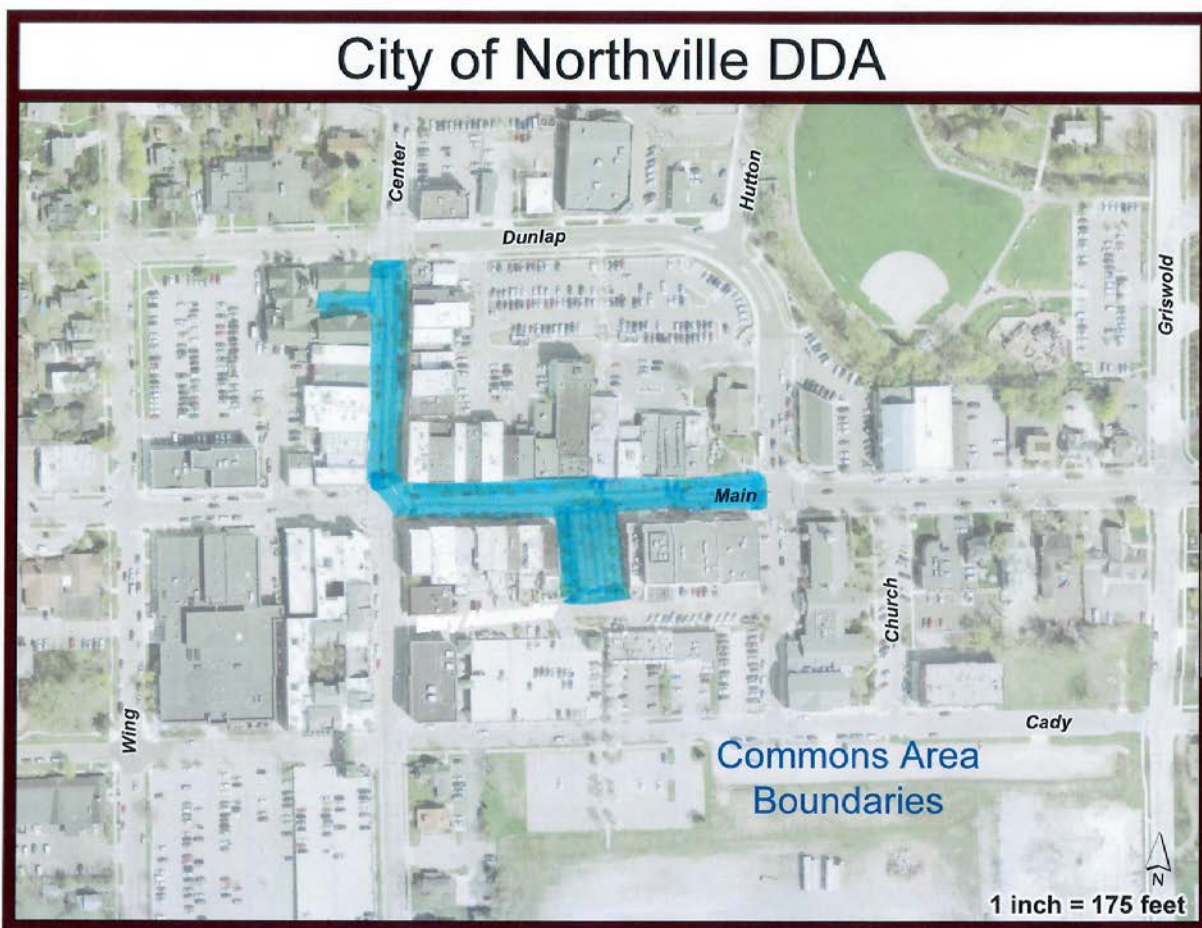 City of Northville DDA
Center
Hutton
Dunlap
Griswold
Main
Church
Wing
Cady
Commons Area
Boundaries
N
1 inch = 175 feet